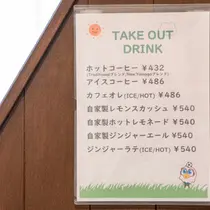 TAKE OUT
DRINK
ホットコーヒー ¥432
アイスコーヒー ¥486
カフェオレ(ICE/HOT) ¥486
自家製レモンスカッシュ ¥540
自家製ホットレモネード ¥540
自家製ジンジャーエール ¥540
ジンジャーラテ(ICE/HOT) ¥540